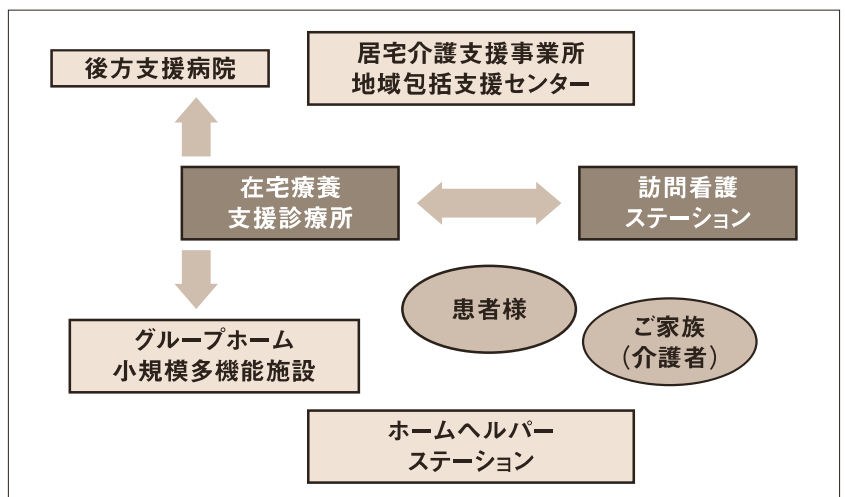 後方支援病院
居宅介護支援事業所
地域包括支援センター
在宅療養
支援診療所
訪問看護
ステーション
患者様
ご家族
（介護者）
グループホーム
小規模多機能施設
ホームヘルパー
ステーション